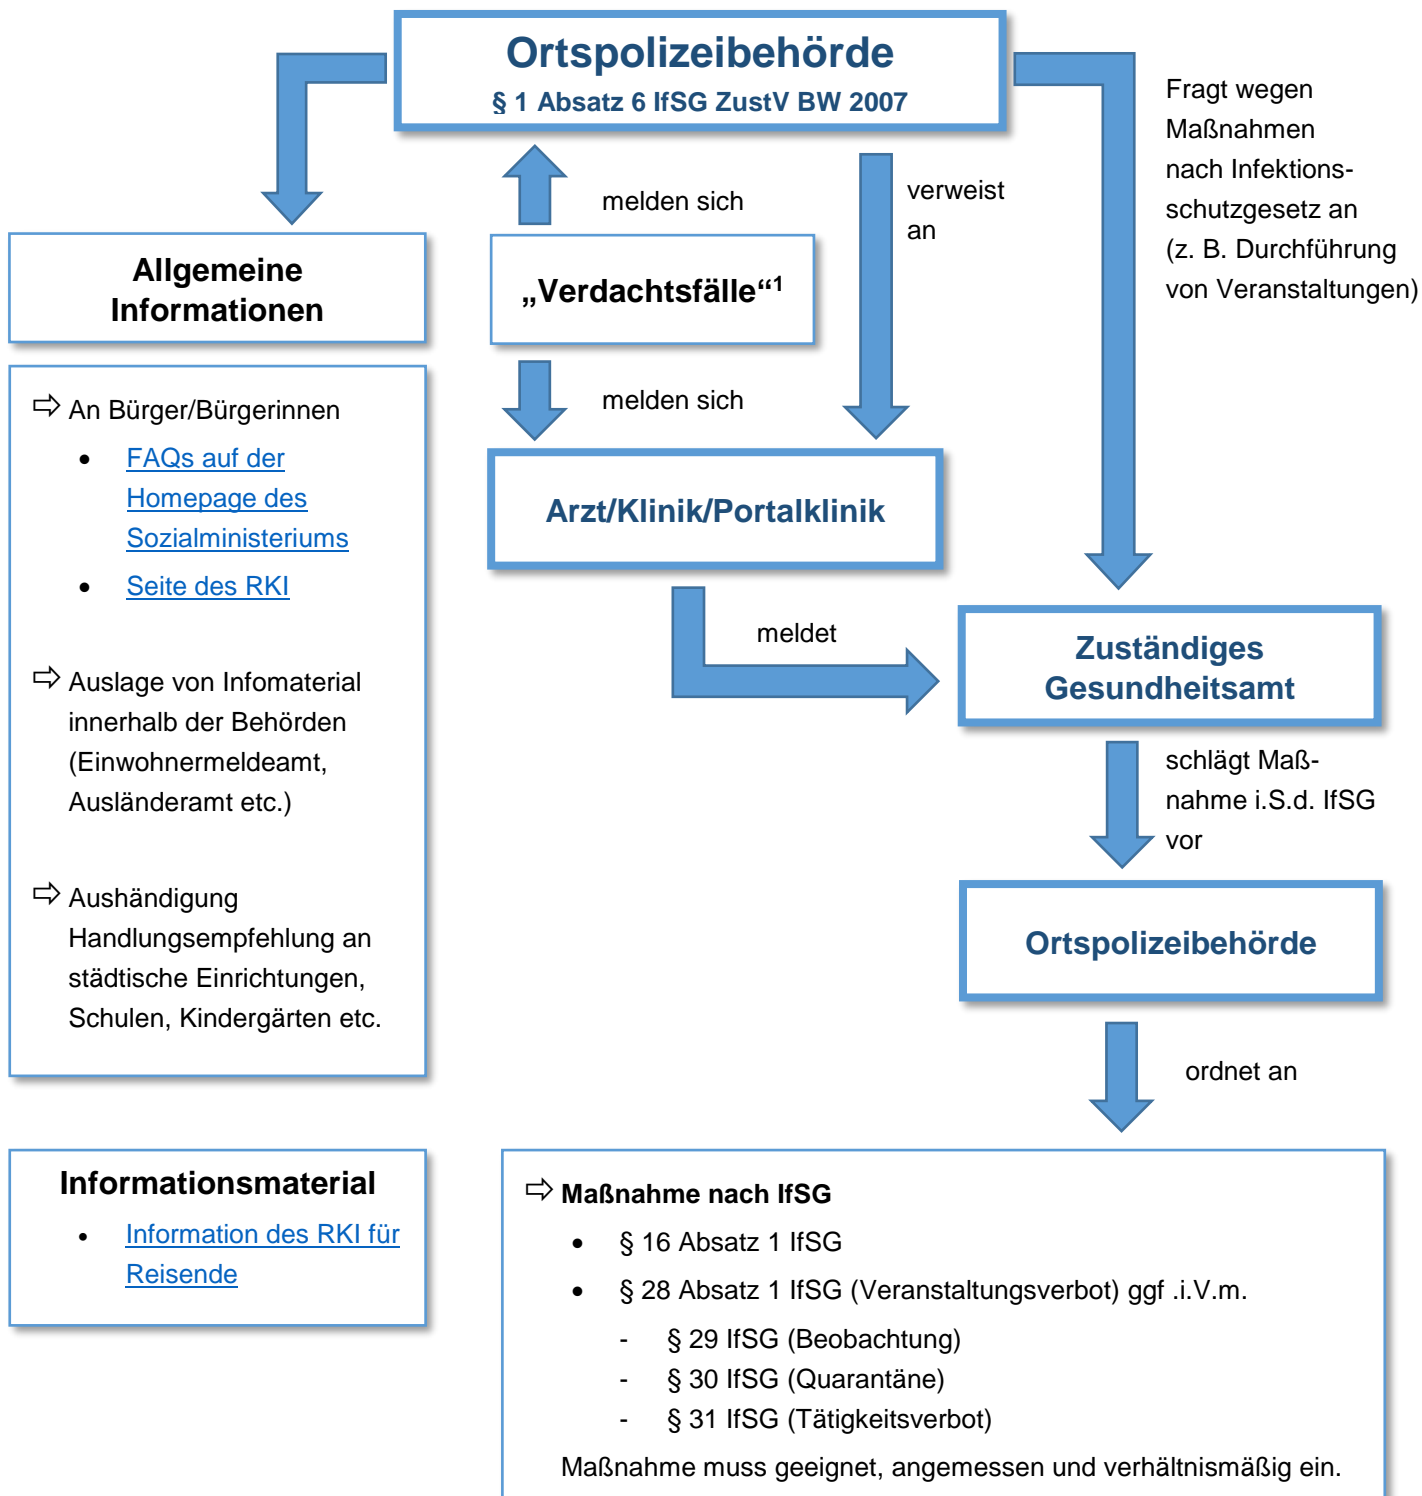 Ortspolizeibehörde
§ 1 Absatz 6 IfSG ZustV BW 2007
Fragt wegen
Maßnahmen
nach Infektions-
schutzgesetz an
(z. B. Durchführung
von Veranstaltungen)
melden sich
verweist
an
Allgemeine
Informationen
„Verdachtsfälle“¹
melden sich
⇨ An Bürger/Bürgerinnen
• FAQs auf der
Homepage des
Sozialministeriums
• Seite des RKI
⇨ Auslage von Infomaterial
innerhalb der Behörden
(Einwohnermeldeamt,
Ausländeramt etc.)
⇨ Aushändigung
Handlungsempfehlung an
städtische Einrichtungen,
Schulen, Kindergärten etc.
Arzt/Klinik/Portalklinik
meldet
Zuständiges
Gesundheitsamt
schlägt Maß-
nahme i.S.d. IfSG
vor
Ortspolizeibehörde
ordnet an
Informationsmaterial
• Information des RKI für
Reisende
⇨ Maßnahme nach IfSG
• § 16 Absatz 1 IfSG
• § 28 Absatz 1 IfSG (Veranstaltungsverbot) ggf .i.V.m.
- § 29 IfSG (Beobachtung)
- § 30 IfSG (Quarantäne)
- § 31 IfSG (Tätigkeitsverbot)
Maßnahme muss geeignet, angemessen und verhältnismäßig ein.